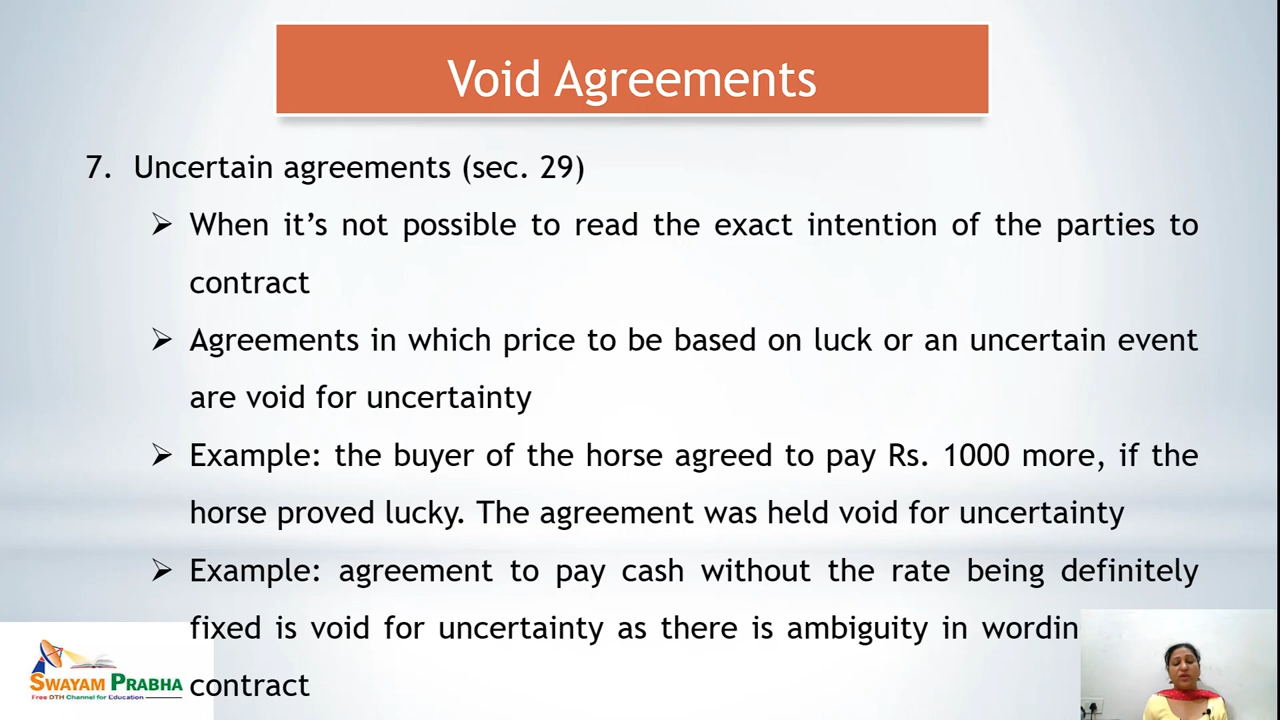 Void Agreements
7. Uncertain agreements (sec. 29)
➢ When it’s not possible to read the exact intention of the parties to
contract
➢ Agreements in which price to be based on luck or an uncertain event
are void for uncertainty
➢ Example: the buyer of the horse agreed to pay Rs. 1000 more, if the
horse proved lucky. The agreement was held void for uncertainty
➢ Example: agreement to pay cash without the rate being definitely
fixed is void for uncertainty as there is ambiguity in wordin
contract
SWAYAM PRABHA
Free DTH Channel for Education